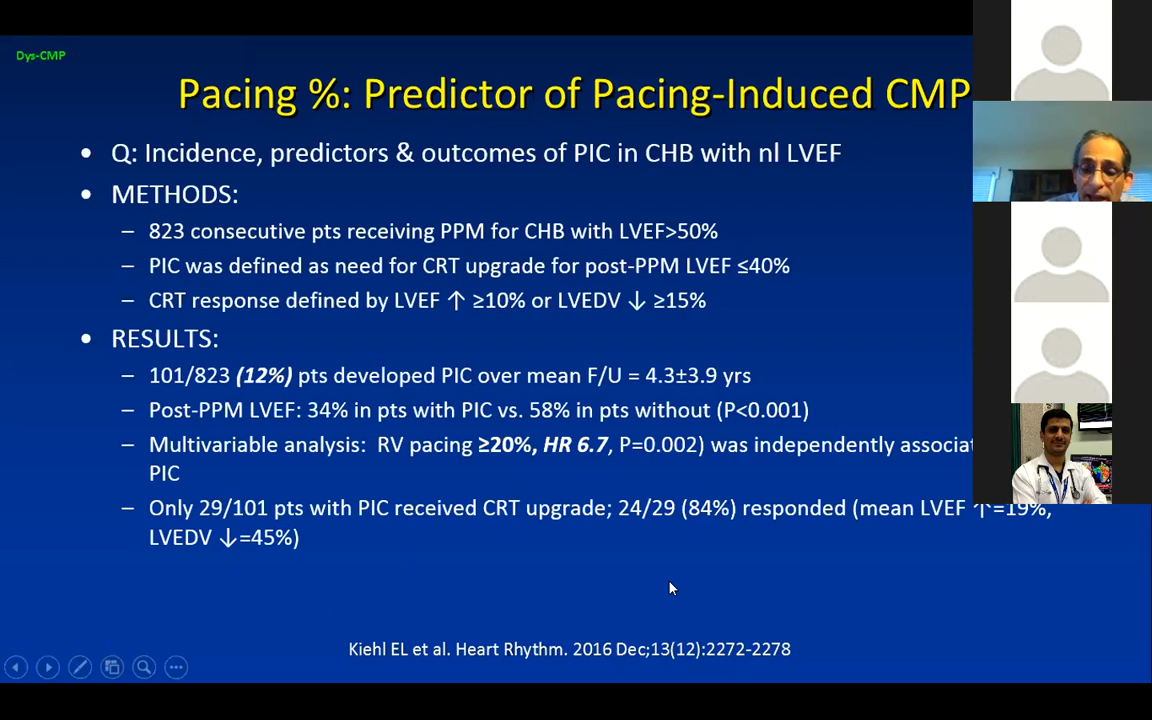 Dys-CMP
Pacing %: Predictor of Pacing-Induced CMP
• Q: Incidence, predictors & outcomes of PIC in CHB with nl LVEF
• METHODS:
– 823 consecutive pts receiving PPM for CHB with LVEF>50%
– PIC was defined as need for CRT upgrade for post-PPM LVEF ≤40%
– CRT response defined by LVEF ↑ ≥10% or LVEDV ↓ ≥15%
• RESULTS:
– 101/823 (12%) pts developed PIC over mean F/U = 4.3±3.9 yrs
– Post-PPM LVEF: 34% in pts with PIC vs. 58% in pts without (P<0.001)
– Multivariable analysis: RV pacing ≥20%, HR 6.7, P=0.002) was independently
PIC
– Only 29/101 pts with PIC received CRT upgrade; 24/29 (84%) responded (mean LVEF ↑=19%,
LVEDV ↓=45%)
Kiehl EL et al. Heart Rhythm. 2016 Dec;13(12):2272-2278